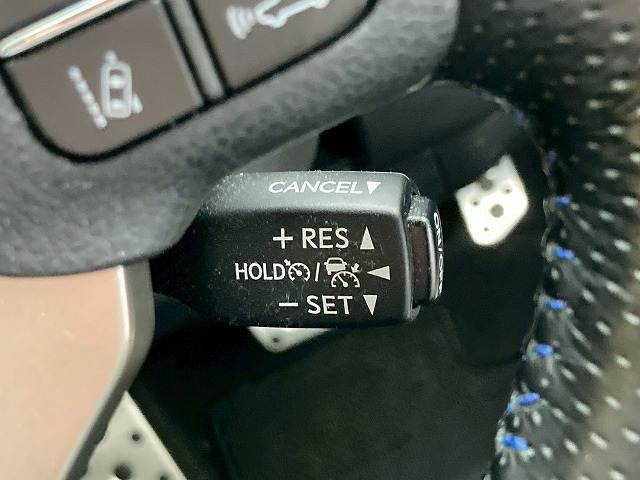 CANCEL▼
+ RES ▲
HOLD / ◄
− SET ▼